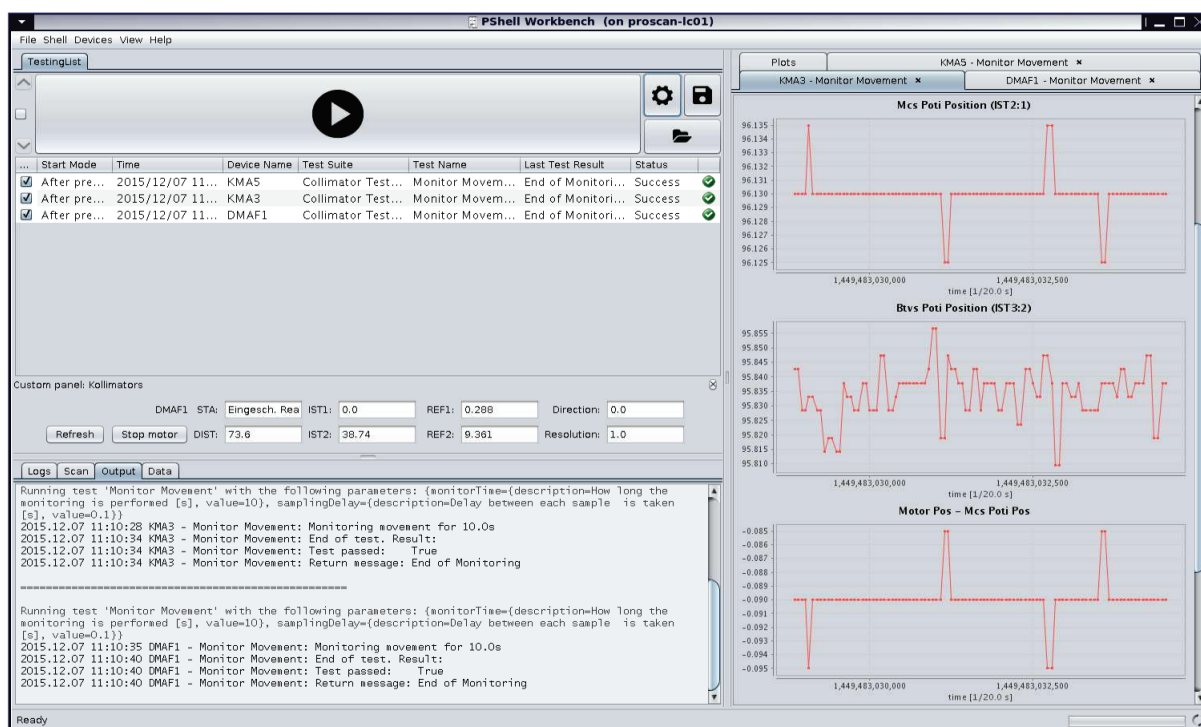 PShell Workbench (on proscan-lc01)
File Shell Devices View Help
TestingList
... Start Mode Time Device Name Test Suite Test Name Last Test Result Status
After pre... 2015/12/07 11... KMA5 Collimator Test... Monitor Movem... End of Monitori... Success
After pre... 2015/12/07 11... KMA3 Collimator Test... Monitor Movem... End of Monitori... Success
After pre... 2015/12/07 11... DMAF1 Collimator Test... Monitor Movem... End of Monitori... Success
Custom panel: Kollimators
DMAF1 STA: Eingesch. Rea IST1: 0.0 REF1: 0.288 Direction: 0.0
Refresh Stop motor DIST: 73.6 IST2: 38.74 REF2: 9.361 Resolution: 1.0
Logs Scan Output Data
Running test 'Monitor Movement' with the following parameters: {monitorTime={description=How long the
monitoring is performed [s], value=10}, samplingDelay={description=Delay between each sample is taken
[s], value=0.1}}
2015.12.07 11:10:28 KMA3 - Monitor Movement: Monitoring movement for 10.0s
2015.12.07 11:10:34 KMA3 - Monitor Movement: End of test. Result:
2015.12.07 11:10:34 KMA3 - Monitor Movement: Test passed: True
2015.12.07 11:10:34 KMA3 - Monitor Movement: Return message: End of Monitoring
====================================================
Running test 'Monitor Movement' with the following parameters: {monitorTime={description=How long the
monitoring is performed [s], value=10}, samplingDelay={description=Delay between each sample is taken
[s], value=0.1}}
2015.12.07 11:10:35 DMAF1 - Monitor Movement: Monitoring movement for 10.0s
2015.12.07 11:10:40 DMAF1 - Monitor Movement: End of test. Result:
2015.12.07 11:10:40 DMAF1 - Monitor Movement: Test passed: True
2015.12.07 11:10:40 DMAF1 - Monitor Movement: Return message: End of Monitoring
Ready
Plots KMA5 - Monitor Movement ×
KMA3 - Monitor Movement × DMAF1 - Monitor Movement ×
Mcs Poti Position (IST2:1)
96.135
96.134
96.133
96.132
96.131
96.130
96.129
96.128
96.127
96.126
96.125
1,449,483,030,000 1,449,483,032,500
time [1/20.0 s]
Btvs Poti Position (IST3:2)
95.855
95.850
95.845
95.840
95.835
95.830
95.825
95.820
95.815
95.810
1,449,483,030,000 1,449,483,032,500
time [1/20.0 s]
Motor Pos - Mcs Poti Pos
-0.085
-0.086
-0.087
-0.088
-0.089
-0.090
-0.091
-0.092
-0.093
-0.094
-0.095
1,449,483,030,000 1,449,483,032,500
time [1/20.0 s]